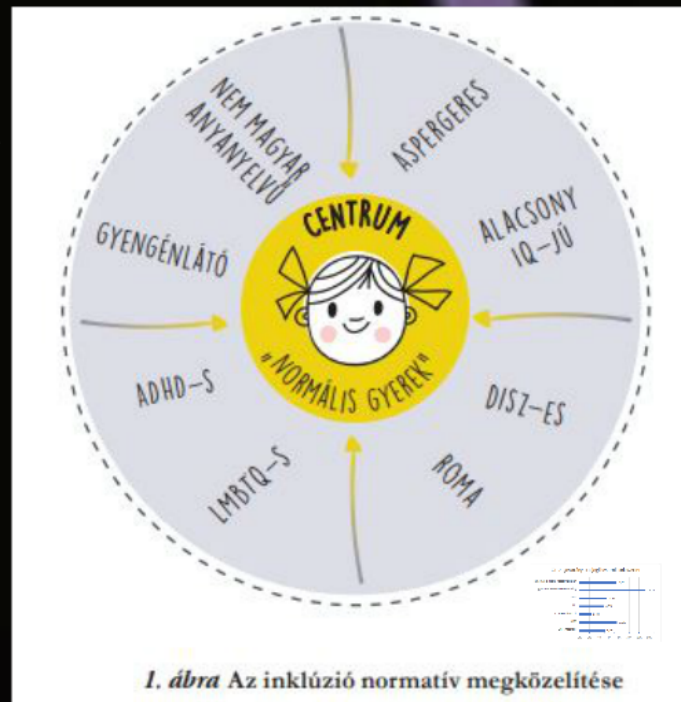 NEM MAGYAR
ANYANYELVŰ
ASPERGERES
ALACSONY
IQ-JÚ
GYENGÉNLÁTÓ
CENTRUM
„NORMÁLIS GYEREK"
ADHD-S
DISZ-ES
LMBTQ-S
ROMA
1. ábra Az inklúzió normatív megközelítése